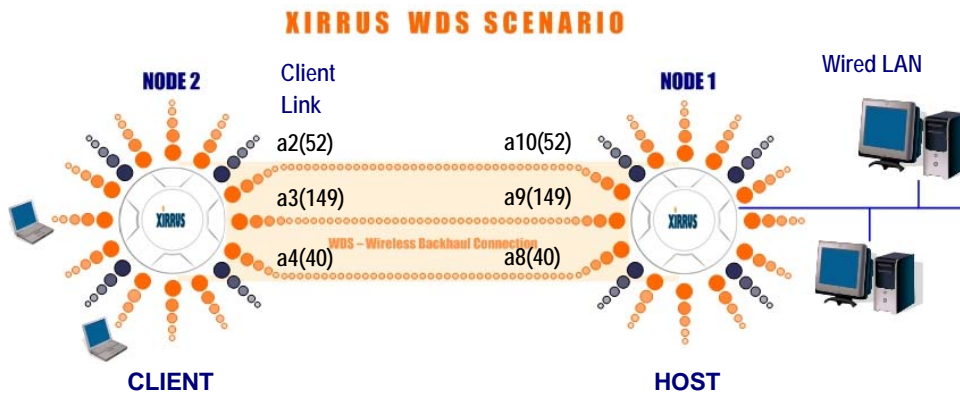 XIRRUS WDS SCENARIO
NODE 2
Client
Link
NODE 1
Wired LAN
a2(52)
a10(52)
a3(149)
a9(149)
XIRRUS
XIRRUS
WDS – Wireless Backhaul Connection
a4(40)
a8(40)
CLIENT
HOST